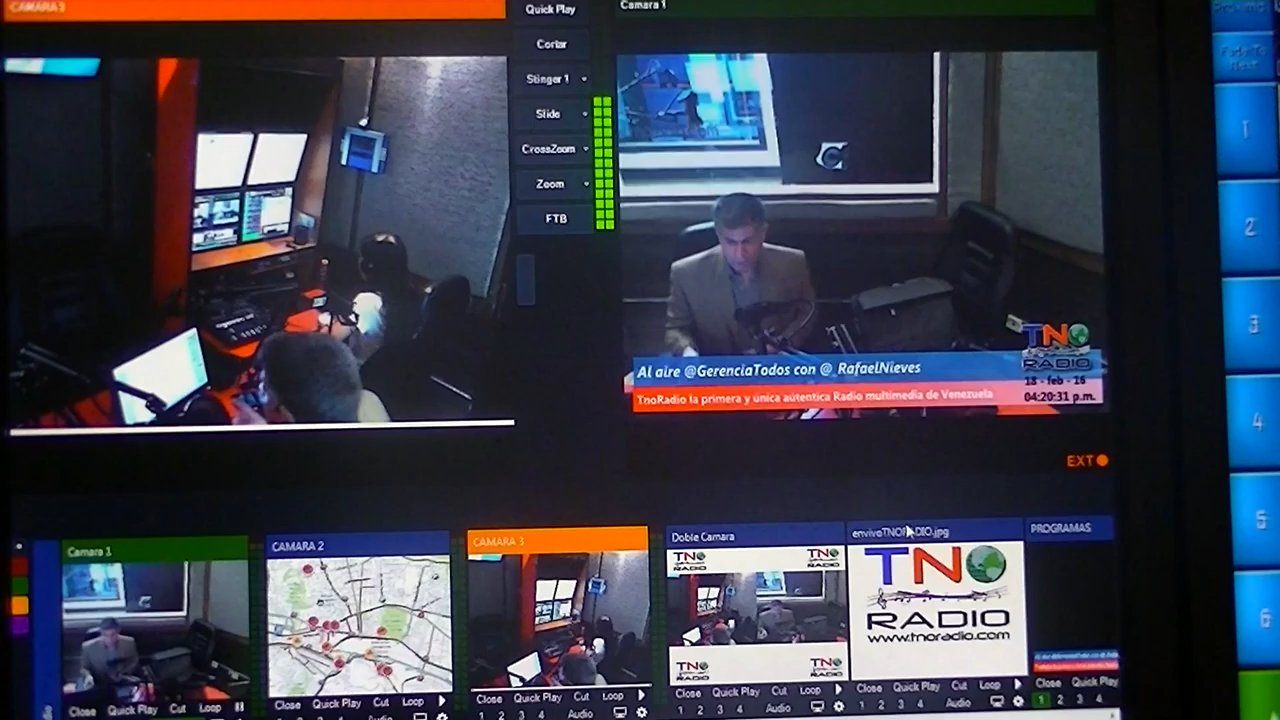 CAMARA 3
Quick Play
Camara 1
Cortar
Stinger 1
Slide
CrossZoom
Zoom
FTB
TNO
RADIO
Al aire @GerenciaTodos con @_RafaelNieves
TnoRadio la primera y única autentica Radio multimedia de Venezuela
18 - feb - 16
04:20:31 p.m.
EXT
Fade To
Next
1
2
3
4
5
6
Camara 1
CAMARA 2
CAMARA 3
Doble Camara
PROGRAMAS
TNO
RADIO
TNO
RADIO
TNO
RADIO
TNO
RADIO
TNO
RADIO
www.tnoradio.com
Close Quick Play Cut Loop
Close Quick Play Cut Loop
1 2 3 4 Audio
Close Quick Play Cut Loop
1 2 3 4 Audio
Close Quick Play Cut Loop
1 2 3 4 Audio
Close Quick Play Cut Loop
1 2 3 4 Audio
Close Quick Play
1 2 3 4